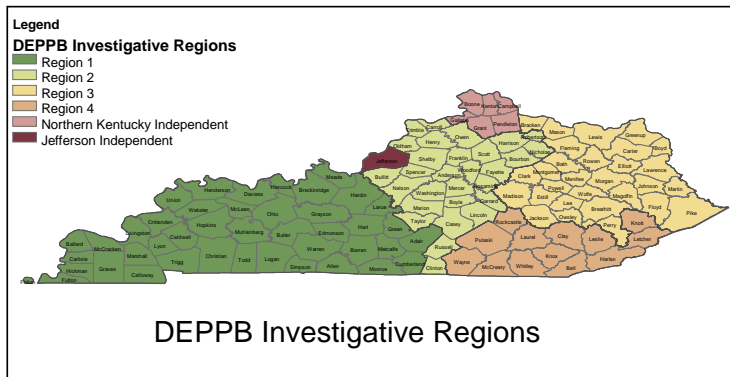 Legend
DEPPB Investigative Regions
Region 1
Region 2
Region 3
Region 4
Northern Kentucky Independent
Jefferson Independent
Boone
Kenton
Campbell
Gallatin
Grant
Pendleton
Bracken
Carroll
Trimble
Owen
Robertson
Mason
Lewis
Greenup
Oldham
Henry
Harrison
Nicholas
Fleming
Carter
Boyd
Jefferson
Shelby
Franklin
Scott
Bourbon
Bath
Rowan
Elliott
Lawrence
Bullitt
Spencer
Anderson
Woodford
Fayette
Clark
Montgomery
Menifee
Morgan
Johnson
Martin
Meade
Nelson
Washington
Mercer
Jessamine
Madison
Powell
Wolfe
Magoffin
Floyd
Pike
Hancock
Breckinridge
Hardin
Marion
Boyle
Garrard
Estill
Lee
Breathitt
Henderson
Daviess
Larue
Taylor
Casey
Lincoln
Rockcastle
Jackson
Owsley
Perry
Knott
Union
Webster
McLean
Ohio
Grayson
Hart
Green
Adair
Russell
Pulaski
Laurel
Clay
Leslie
Letcher
Crittenden
Hopkins
Muhlenberg
Butler
Edmonson
Livingston
Caldwell
Lyon
Warren
Barren
Metcalfe
Cumberland
Clinton
Wayne
McCreary
Whitley
Knox
Bell
Harlan
Ballard
McCracken
Carlisle
Marshall
Trigg
Christian
Todd
Logan
Simpson
Allen
Monroe
Hickman
Graves
Calloway
Fulton
Fulton
DEPPB Investigative Regions